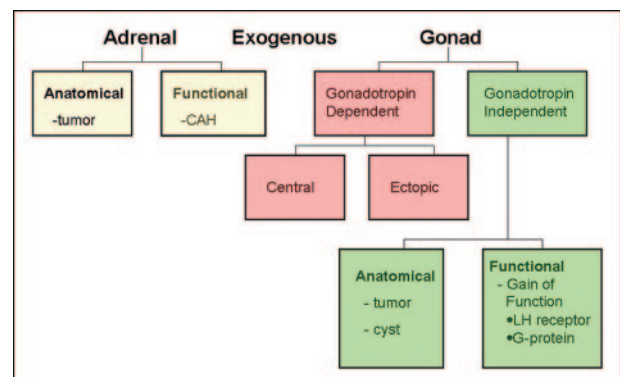 Adrenal Exogenous Gonad
Anatomical
-tumor
Functional
-CAH
Gonadotropin
Dependent
Gonadotropin
Independent
Central
Ectopic
Anatomical
- tumor
- cyst
Functional
- Gain of
Function
•LH receptor
•G-protein